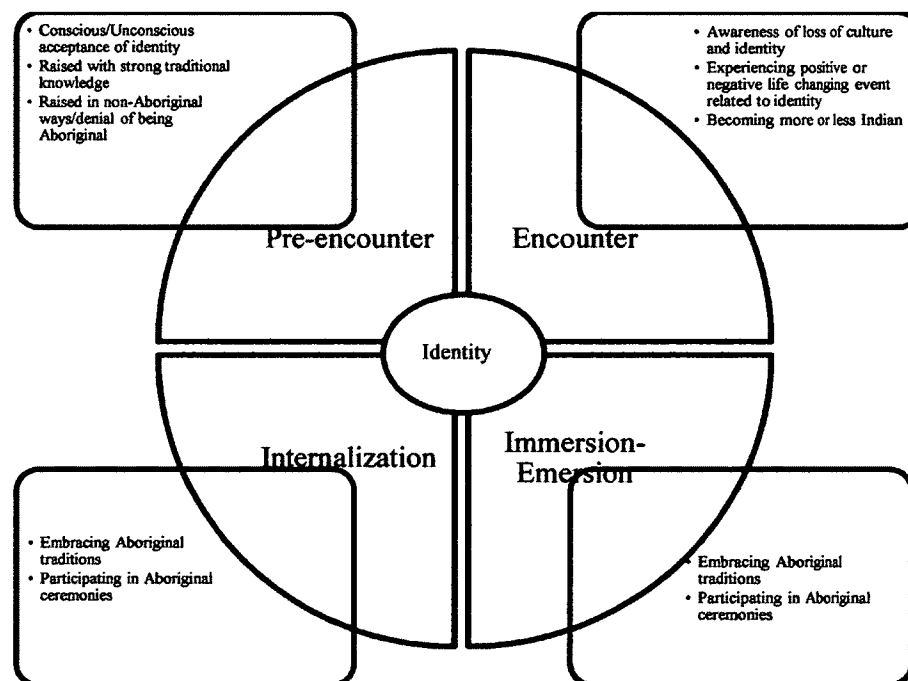 • Conscious/Unconscious
acceptance of identity
• Raised with strong traditional
knowledge
• Raised in non-Aboriginal
ways/denial of being
Aboriginal
• Awareness of loss of culture
and identity
• Experiencing positive or
negative life changing event
related to identity
• Becoming more or less Indian
Pre-encounter
Encounter
Identity
Internalization
Immersion-
Emersion
• Embracing Aboriginal
traditions
• Participating in Aboriginal
ceremonies
• Embracing Aboriginal
traditions
• Participating in Aboriginal
ceremonies